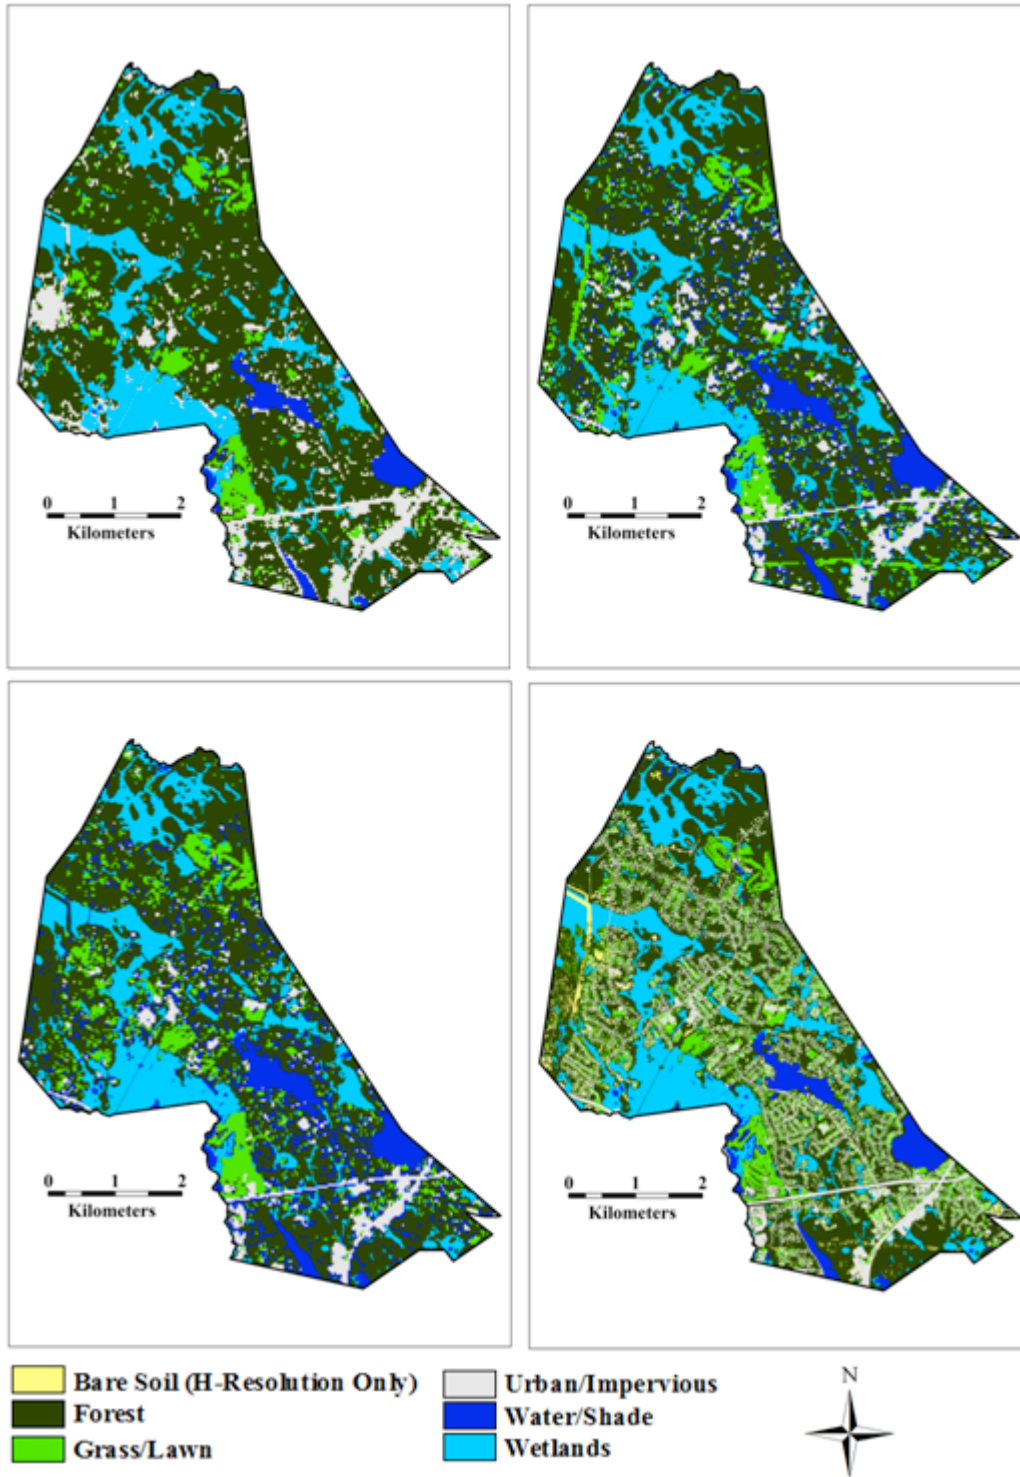 0 1 2
Kilometers
0 1 2
Kilometers
0 1 2
Kilometers
0 1 2
Kilometers
Bare Soil (H-Resolution Only)
Forest
Grass/Lawn
Urban/Impervious
Water/Shade
Wetlands
N